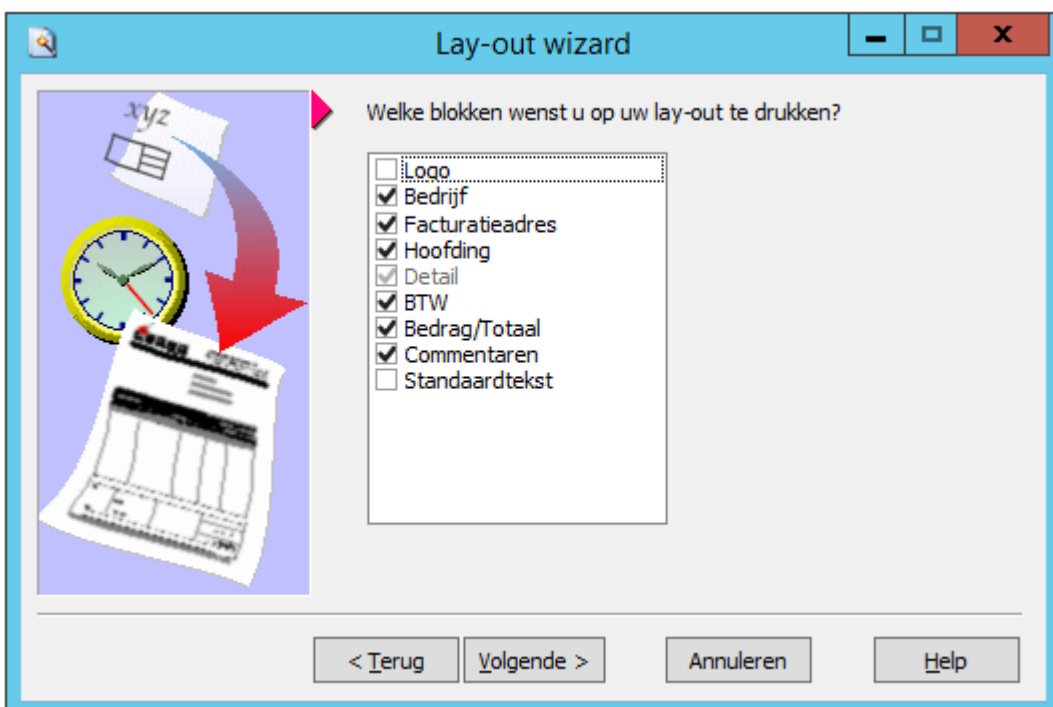 Lay-out wizard
xyz
Welke blokken wenst u op uw lay-out te drukken?
Logo
Bedrijf
Facturatieadres
Hoofding
Detail
BTW
Bedrag/Totaal
Commentaren
Standaardtekst
< Terug
Volgende >
Annuleren
Help